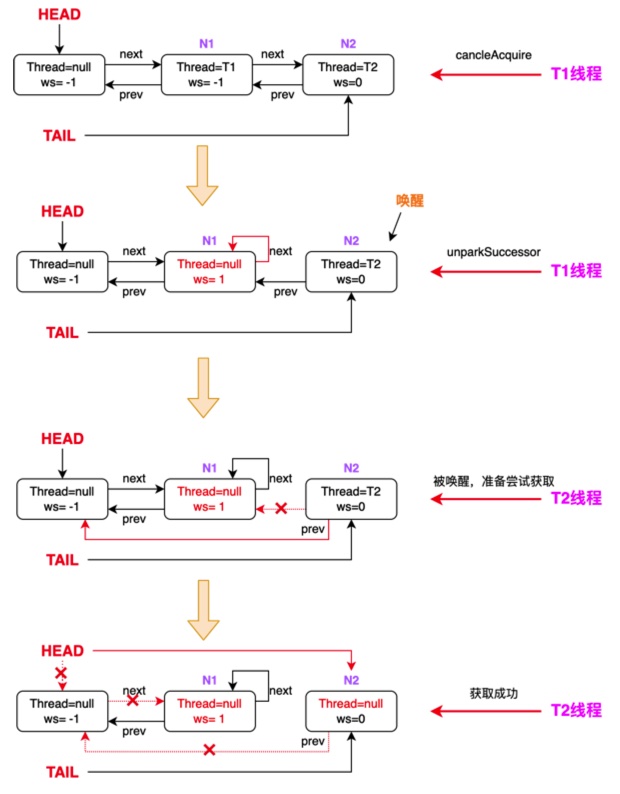 HEAD
N1
N2
next
next
Thread=null
ws= -1
Thread=T1
ws= -1
Thread=T2
ws=0
prev
prev
cancleAcquire
T1线程
TAIL
唤醒
HEAD
N1
N2
next
next
Thread=null
ws= -1
Thread=null
ws= 1
Thread=T2
ws=0
prev
prev
unparkSuccessor
T1线程
TAIL
HEAD
N1
N2
next
next
Thread=null
ws= -1
Thread=null
ws= 1
Thread=T2
ws=0
prev
prev
被唤醒，准备尝试获取
T2线程
TAIL
HEAD
N1
N2
next
next
Thread=null
ws= -1
Thread=null
ws= 1
Thread=null
ws=0
prev
prev
获取成功
T2线程
TAIL